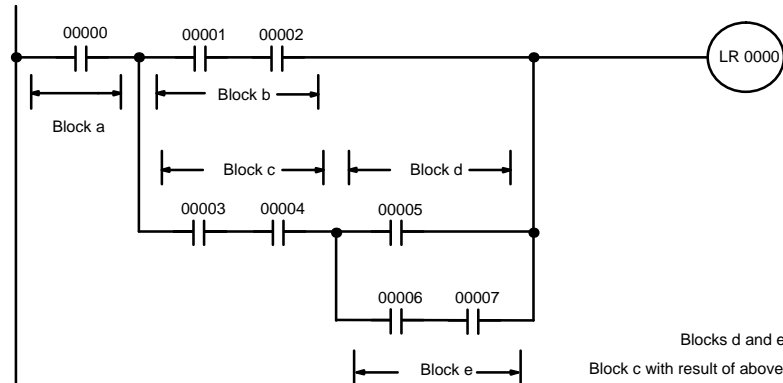 00000 00001 00002
LR 0000
Block b
Block a
Block c Block d
00003 00004 00005
00006 00007
Blocks d and e
Block e Block c with result of above